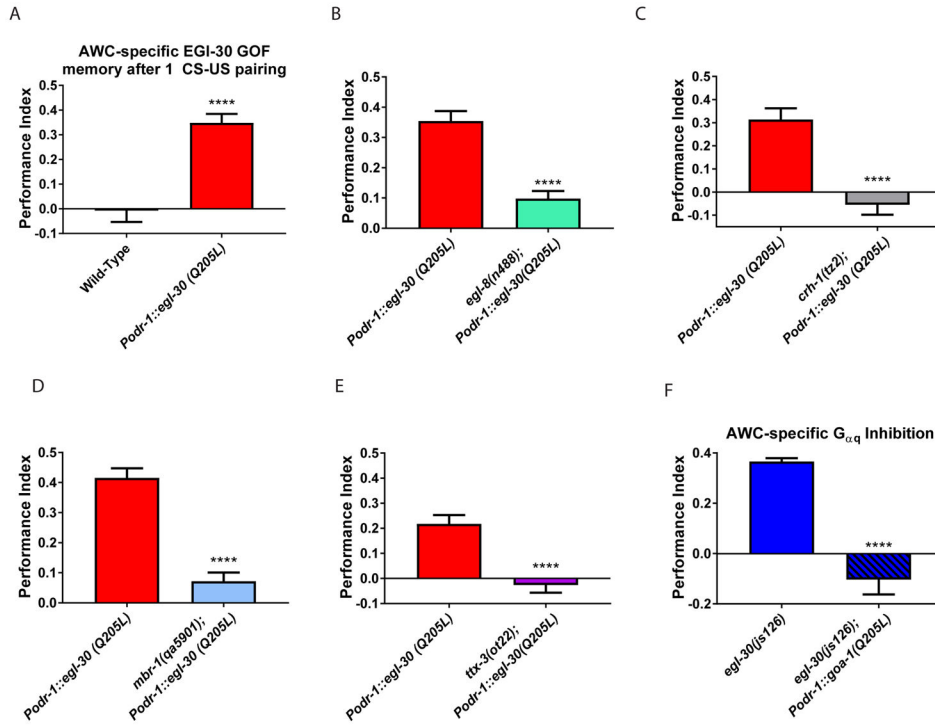 A
AWC-specific EGI-30 GOF
memory after 1 CS-US pairing
Performance Index
0.5
0.4
0.3
0.2
0.1
0.0
-0.1
****
Wild-Type
Podr-1::egl-30 (Q205L)
B
Performance Index
0.5
0.4
0.3
0.2
0.1
0.0
****
Podr-1::egl-30 (Q205L)
egl-8(n488);
Podr-1::egl-30(Q205L)
C
Performance Index
0.5
0.4
0.3
0.2
0.1
0.0
-0.1
****
Podr-1::egl-30 (Q205L)
crh-1(tz2);
Podr-1::egl-30 (Q205L)
D
Performance Index
0.5
0.4
0.3
0.2
0.1
0.0
****
Podr-1::egl-30 (Q205L)
mbr-1(qa5901);
Podr-1::egl-30 (Q205L)
E
Performance Index
0.5
0.4
0.3
0.2
0.1
0.0
-0.1
****
Podr-1::egl-30 (Q205L)
ttx-3(ot22);
Podr-1::egl-30(Q205L)
F
AWC-specific Gαq Inhibition
Performance Index
0.4
0.2
0.0
-0.2
****
egl-30(js126)
egl-30(js126);
Podr-1::goa-1(Q205L)